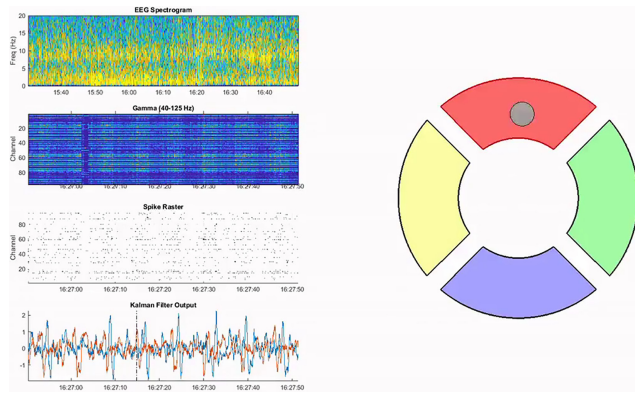 EEG Spectrogram
20
15
10
5
0
Freq (Hz)
15:40 15:50 16:00 16:10 16:20 16:30 16:40
Gamma (40-125 Hz)
20
40
60
80
Channel
16:27:00 16:27:10 16:27:20 16:27:30 16:27:40 16:27:50
Spike Raster
80
60
40
20
Channel
16:27:00 16:27:10 16:27:20 16:27:30 16:27:40 16:27:50
Kalman Filter Output
2
1
0
-1
16:27:00 16:27:10 16:27:20 16:27:30 16:27:40 16:27:50